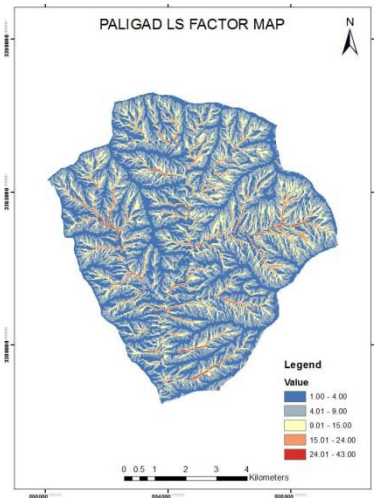 PALIGAD LS FACTOR MAP
N
Legend
Value
1.00 - 4.00
4.01 - 9.00
9.01 - 15.00
15.01 - 24.00
24.01 - 43.00
0 0.5 1 2 3 4
Kilometers